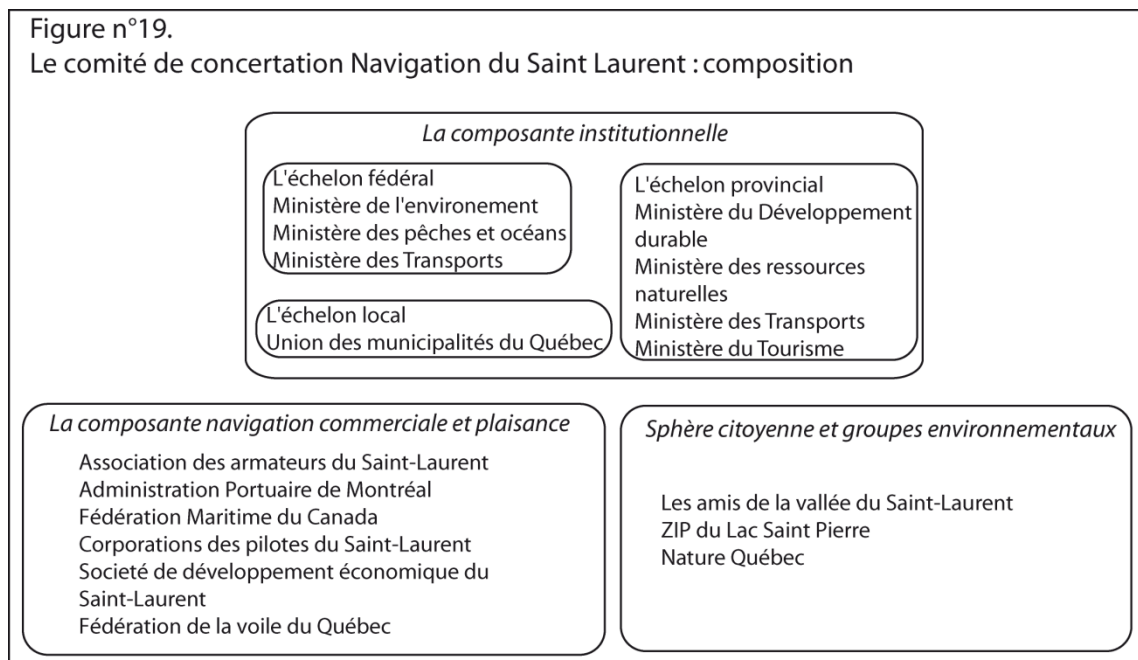 Figure n°19.
Le comité de concertation Navigation du Saint Laurent : composition
La composante institutionnelle
L'échelon fédéral
Ministère de l'environement
Ministère des pêches et océans
Ministère des Transports
L'échelon local
Union des municipalités du Québec
L'échelon provincial
Ministère du Développement
durable
Ministère des ressources
naturelles
Ministère des Transports
Ministère du Tourisme
La composante navigation commerciale et plaisance
Association des armateurs du Saint-Laurent
Administration Portuaire de Montréal
Fédération Maritime du Canada
Corporations des pilotes du Saint-Laurent
Societé de développement économique du
Saint-Laurent
Fédération de la voile du Québec
Sphère citoyenne et groupes environnementaux
Les amis de la vallée du Saint-Laurent
ZIP du Lac Saint Pierre
Nature Québec